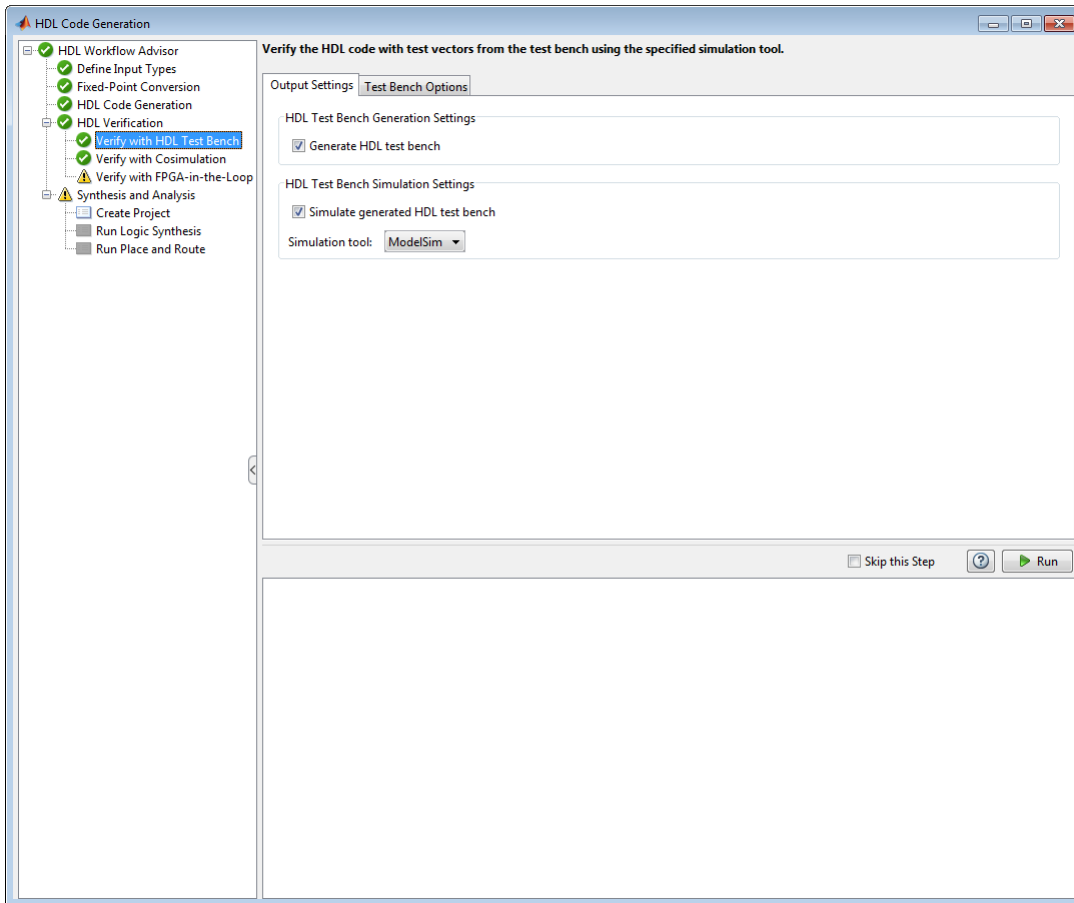 HDL Code Generation
HDL Workflow Advisor
Define Input Types
Fixed-Point Conversion
HDL Code Generation
HDL Verification
Verify with HDL Test Bench
Verify with Cosimulation
Verify with FPGA-in-the-Loop
Synthesis and Analysis
Create Project
Run Logic Synthesis
Run Place and Route
Verify the HDL code with test vectors from the test bench using the specified simulation tool.
Output Settings Test Bench Options
HDL Test Bench Generation Settings
Generate HDL test bench
HDL Test Bench Simulation Settings
Simulate generated HDL test bench
Simulation tool: ModelSim
Skip this Step ? Run